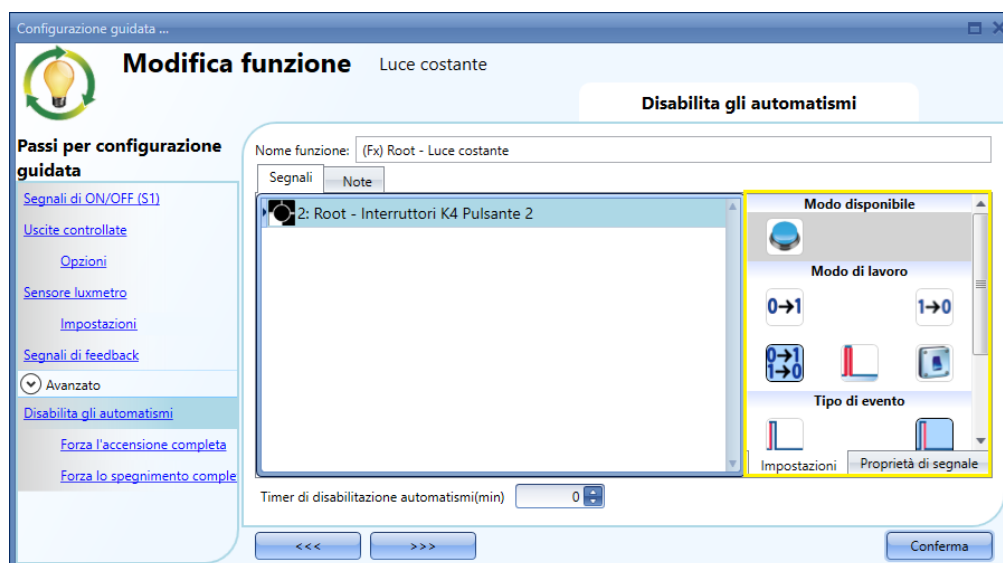 Configurazione guidata ...
Modifica funzione Luce costante
Disabilita gli automatismi
Passi per configurazione
guidata
Segnali di ON/OFF (S1)
Uscite controllate
Opzioni
Sensore luxmetro
Impostazioni
Segnali di feedback
Avanzato
Disabilita gli automatismi
Forza l'accensione completa
Forza lo spegnimento comple
Nome funzione: (Fx) Root - Luce costante
Segnali Note
2: Root - Interruttori K4 Pulsante 2
Modo disponibile
Modo di lavoro
0→1 1→0
0→1
1→0
Tipo di evento
Impostazioni Proprietà di segnale
Timer di disabilitazione automatismi(min) 0
<<< >>> Conferma